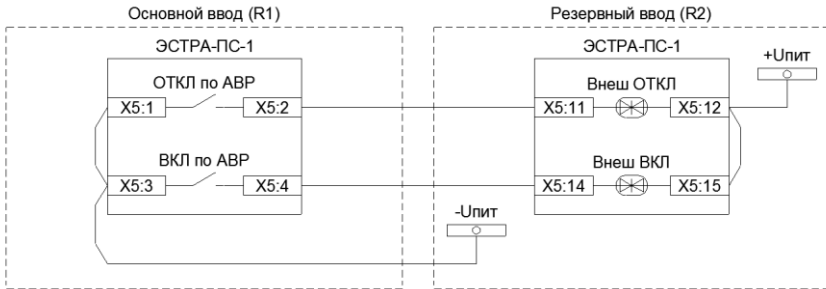 Основной ввод (R1)
Резервный ввод (R2)
ЭСТРА-ПС-1
ЭСТРА-ПС-1
+Uпит
ОТКЛ по АВР
Внеш ОТКЛ
X5:1
X5:2
X5:11
X5:12
ВКЛ по АВР
Внеш ВКЛ
X5:3
X5:4
X5:14
X5:15
-Uпит